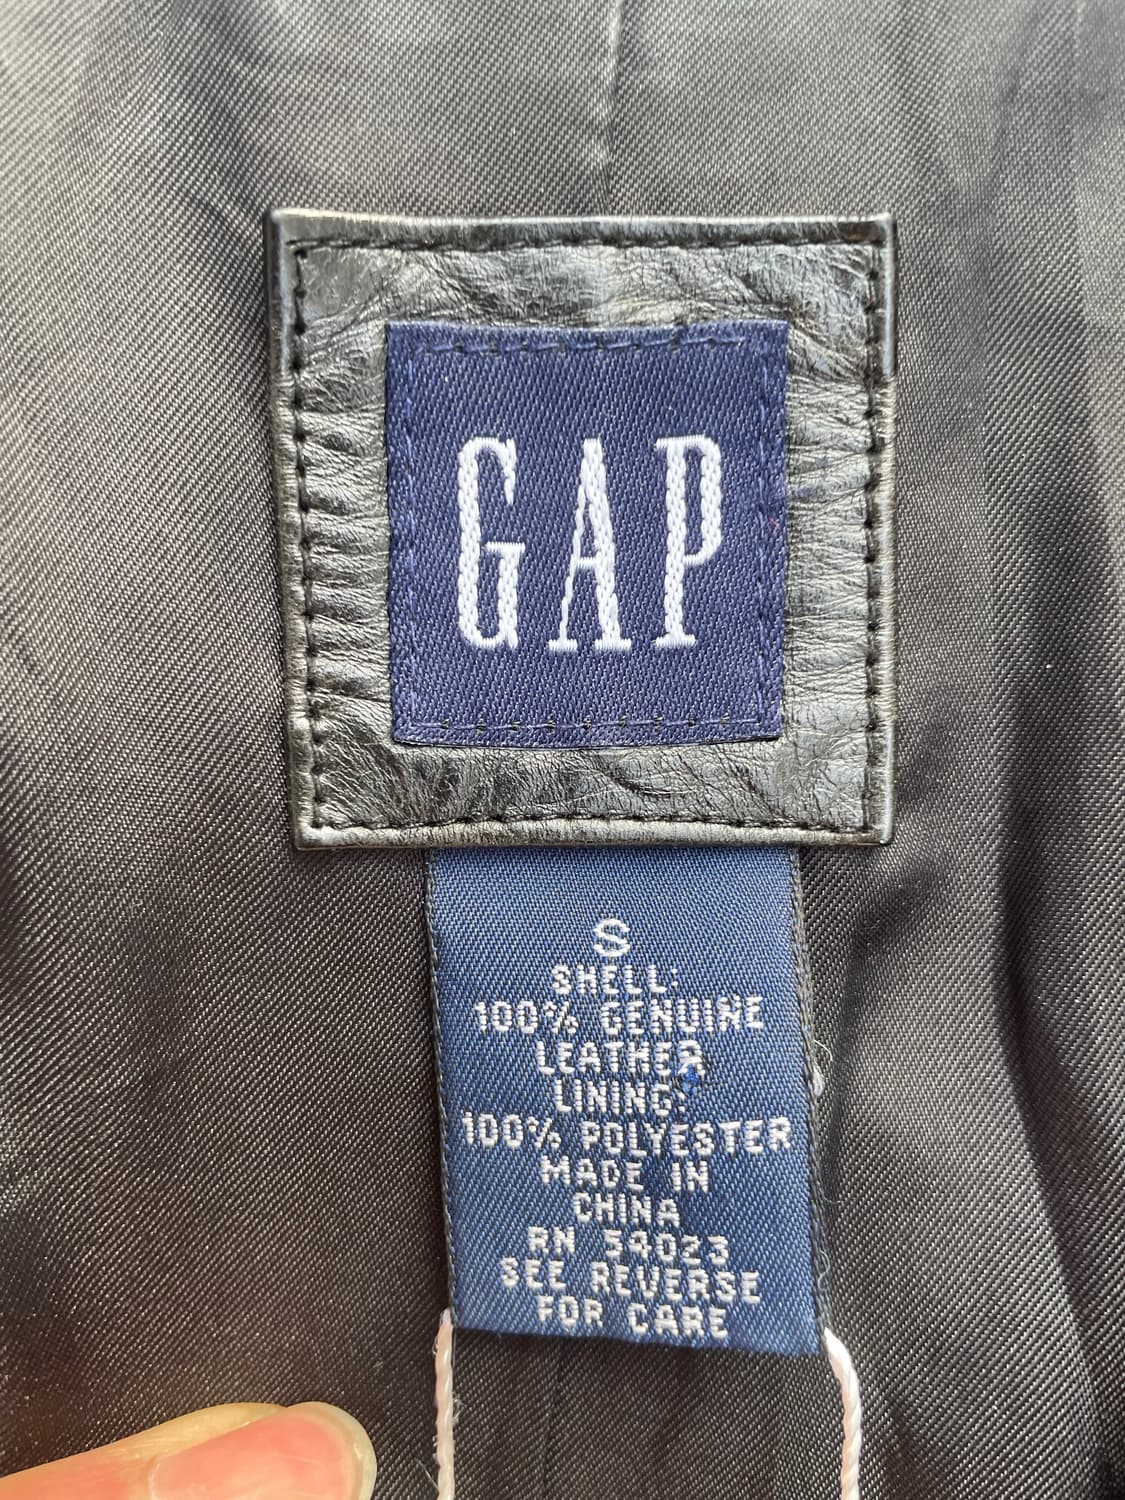 GAP
S
SHELL:
100% GENUINE
LEATHER
LINING:
100% POLYESTER
MADE IN
CHINA
RN 54023
SEE REVERSE
FOR CARE